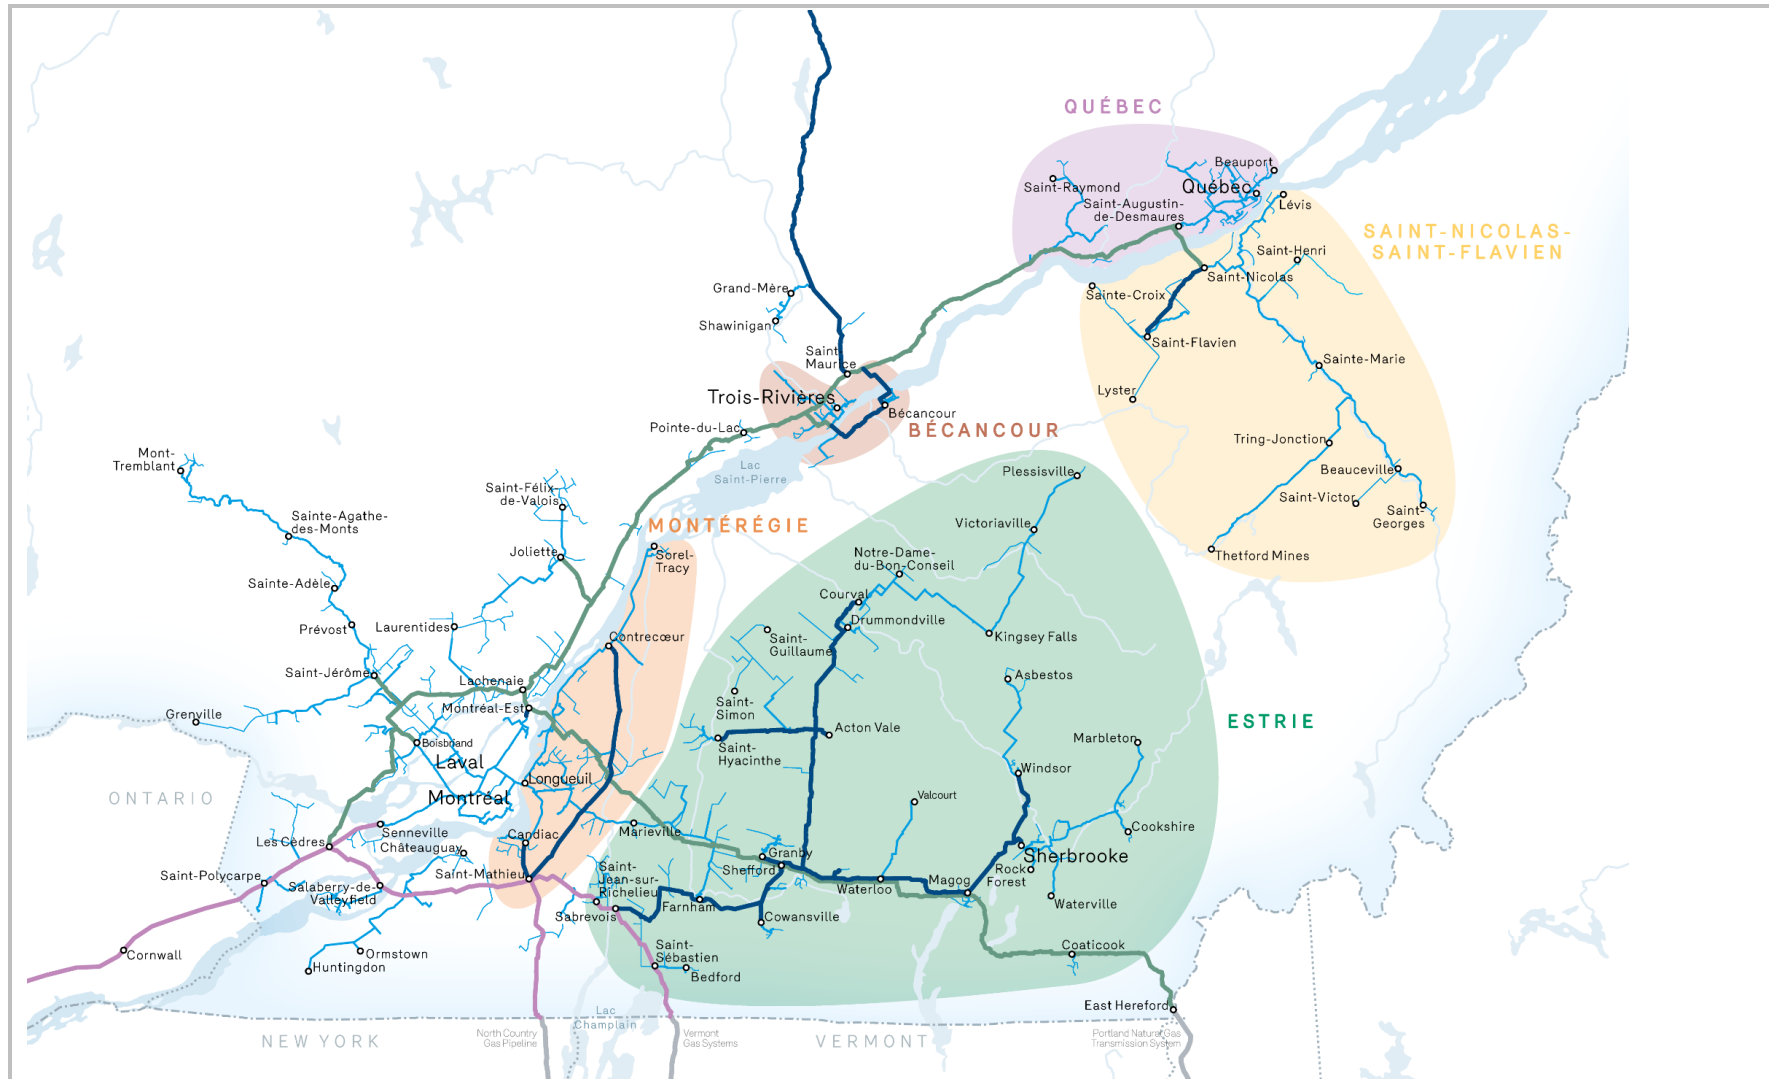 QUÉBEC
Beauport
Québec
Saint-Raymond
Saint-Augustin-
de-Desmaures
Lévis
SAINT-NICOLAS-
SAINT-FLAVIEN
Saint-Henri
Saint-Nicolas
Sainte-Croix
Saint-Flavien
Grand-Mère
Shawinigan
Saint
Maurice
Sainte-Marie
Lyster
Trois-Rivières
Bécancour
BÉCANCOUR
Pointe-du-Lac
Tring-Jonction
Beauceville
Saint-Victor
Saint-
Georges
Thetford Mines
Lac
Saint-Pierre
Plessisville
Mont-
Tremblant
Saint-Félix-
de-Valois
MONTÉRÉGIE
Victoriaville
Sainte-Agathe-
des-Monts
Joliette
Sorel-
Tracy
Notre-Dame-
du-Bon-Conseil
Sainte-Adèle
Courval
Drummondville
Prévost
Laurentides
Contrecœur
Saint-
Guillaume
Kingsey Falls
Saint-Jérôme
Lachenaie
Asbestos
Montréal-Est
Saint-
Simon
Grenville
ESTRIE
Boisbriand
Acton Vale
Marbleton
Saint-
Hyacinthe
Laval
Longueuil
Windsor
ONTARIO
Montréal
Valcourt
Senneville
Marieville
Cookshire
Les Cèdres
Châteauguay
Candiac
Granby
Sherbrooke
Shefford
Saint-Polycarpe
Saint-Mathieu
Saint-
Jean-sur-
Richelieu
Rock
Forest
Salaberry-de-
Valleyfield
Waterloo
Magog
Waterville
Farnham
Sabrevois
Cowansville
Cornwall
Ormstown
Huntingdon
Saint-
Sébastien
Bedford
Coaticook
East Hereford
Lac
Champlain
NEW YORK
North Country
Gas Pipeline
Vermont
Gas Systems
VERMONT
Portland Natural Gas
Transmission System